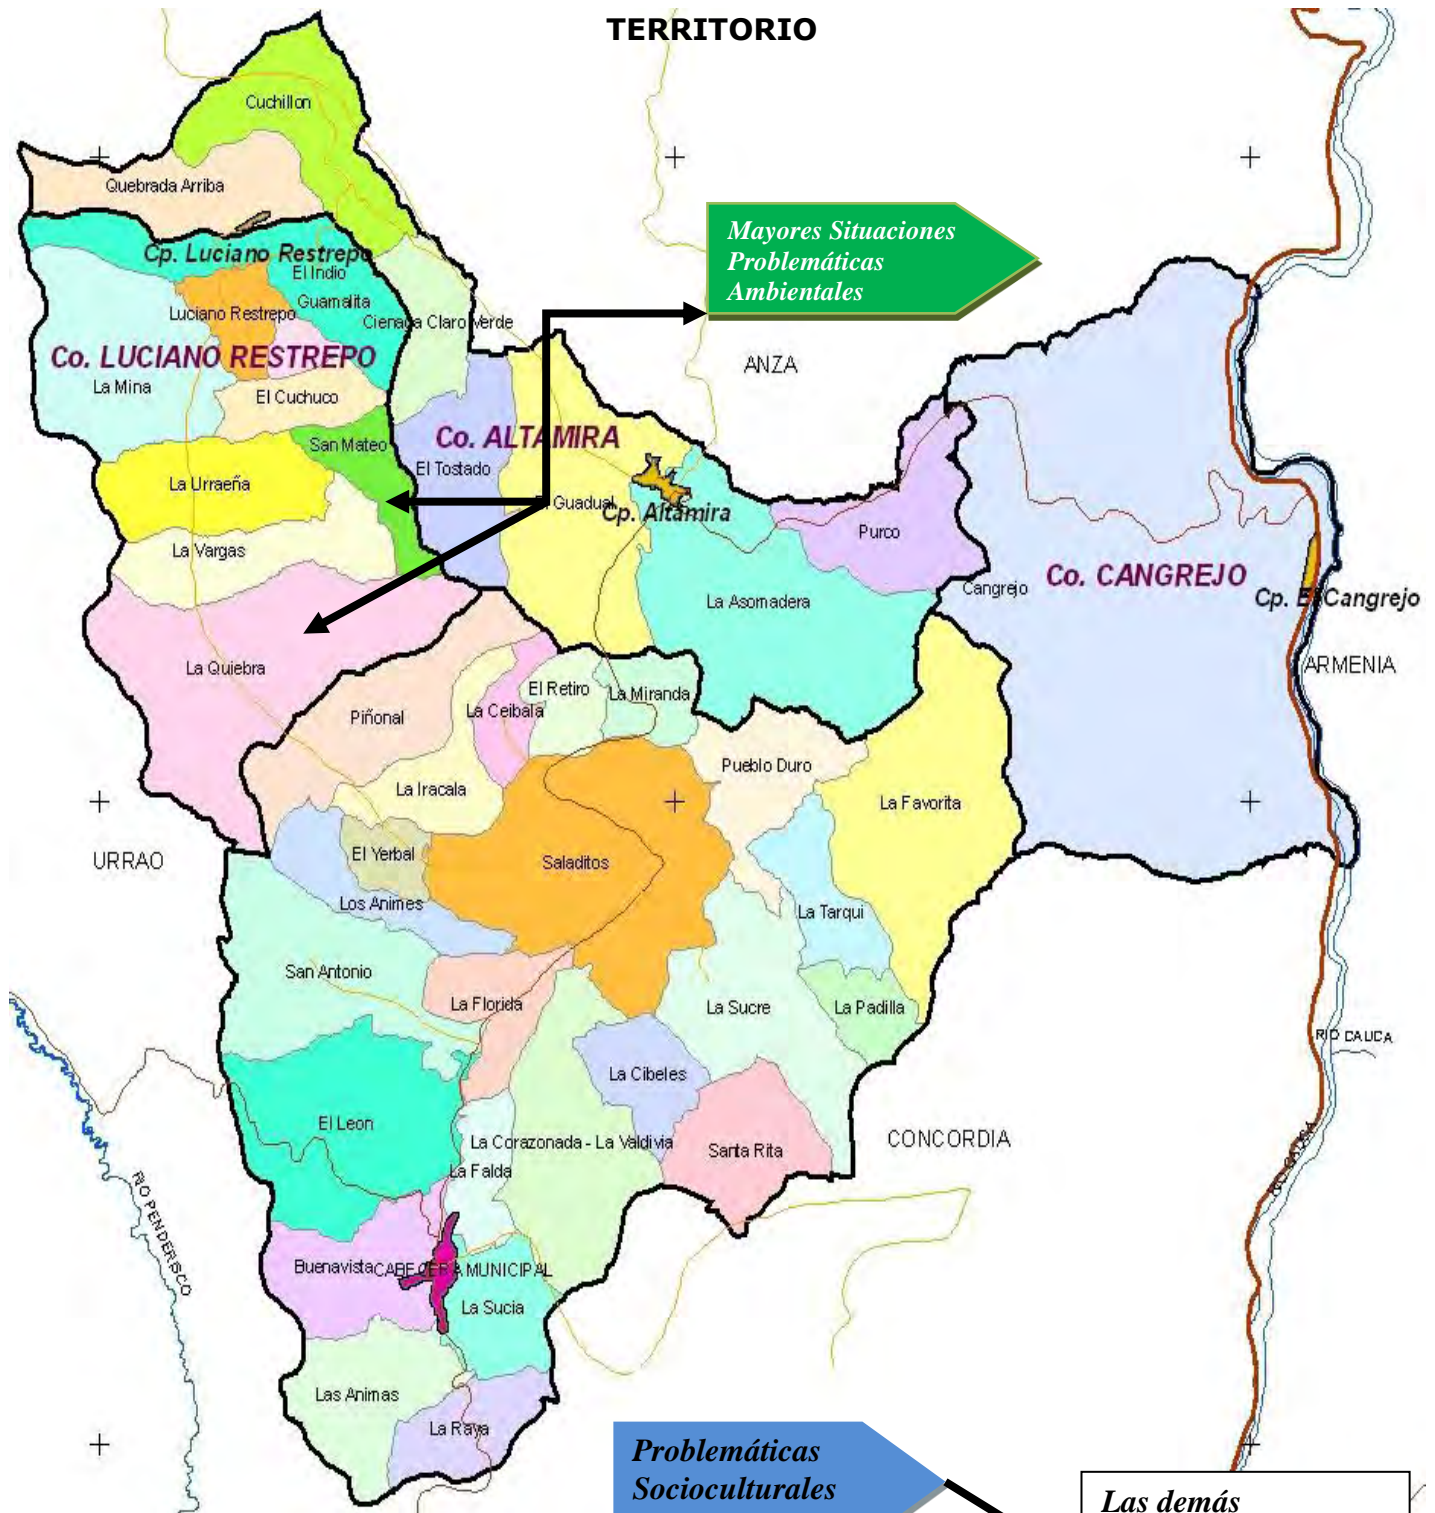 TERRITORIO
Cuchillon
Quebrada Arriba
Mayores Situaciones
Problemáticas
Ambientales
Cp. Luciano Restrepo
El Indio
Guamalita
Luciano Restrepo
Cienaga Claro Verde
Co. LUCIANO RESTREPO
ANZA
La Mina
El Cuchuco
San Mateo
Co. ALTAMIRA
El Tostado
La Urraeña
Guadual
Cp. Altamira
Purco
La Vargas
Co. CANGREJO
Cangrejo
Cp. El Cangrejo
La Asomadera
ARMENIA
La Quiebra
El Retiro
La Miranda
Piñonal
La Ceibala
Pueblo Duro
La Iracala
La Favorita
URRAO
El Yerbal
Saladitos
Los Animes
La Tarqui
San Antonio
La Florida
La Sucre
La Padilla
RIO CAUCA
La Cibeles
El Leon
La Corazonada - La Valdivia
CONCORDIA
Santa Rita
La Falda
RIO CAUCA
RIO PENDERISCO
Buenavista
CABECERA MUNICIPAL
La Sucia
Las Animas
La Raya
Problemáticas
Socioculturales
Las demás